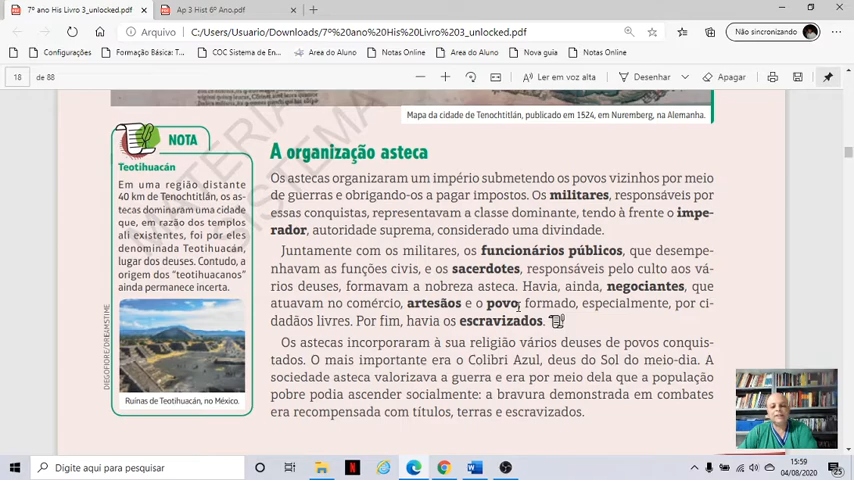 7º ano His Livro 3_unlocked.pdf
Ap 3 Hist 6º Ano.pdf
Arquivo
C:/Users/Usuario/Downloads/7º%20ano%20His%20Livro%203_unlocked.pdf
Não sincronizando
Configurações
Formação Básica: T...
COC Sistema de En...
Area do Aluno
Notas Online
Area do Aluno
Nova guia
Notas Online
18
de 88
Ler em voz alta
Desenhar
Apagar
Mapa da cidade de Tenochtitlán, publicado em 1524, em Nuremberg, na Alemanha.
NOTA
Teotihuacán
Em uma região distante
40 km de Tenochtitlán, os as-
tecas dominaram uma cidade
que, em razão dos templos
ali existentes, foi por eles
denominada Teotihuacán,
lugar dos deuses. Contudo, a
origem dos “teotihuacanos”
ainda permanece incerta.
DIEGOFIORE/DREAMSTIME
Ruínas de Teotihuacán, no México.
A organização asteca
Os astecas organizaram um império submetendo os povos vizinhos por meio
de guerras e obrigando-os a pagar impostos. Os militares, responsáveis por
essas conquistas, representavam a classe dominante, tendo à frente o impe-
rador, autoridade suprema, considerado uma divindade.
Juntamente com os militares, os funcionários públicos, que desempe-
nhavam as funções civis, e os sacerdotes, responsáveis pelo culto aos vá-
rios deuses, formavam a nobreza asteca. Havia, ainda, negociantes, que
atuavam no comércio, artesãos e o povo, formado, especialmente, por ci-
dadãos livres. Por fim, havia os escravizados.
Os astecas incorporaram à sua religião vários deuses de povos conquis-
tados. O mais importante era o Colibri Azul, deus do Sol do meio-dia. A
sociedade asteca valorizava a guerra e era por meio dela que a população
pobre podia ascender socialmente: a bravura demonstrada em combates
era recompensada com títulos, terras e escravizados.
MATERIAL
SISTEMA
Digite aqui para pesquisar
15:59
04/08/2020
25